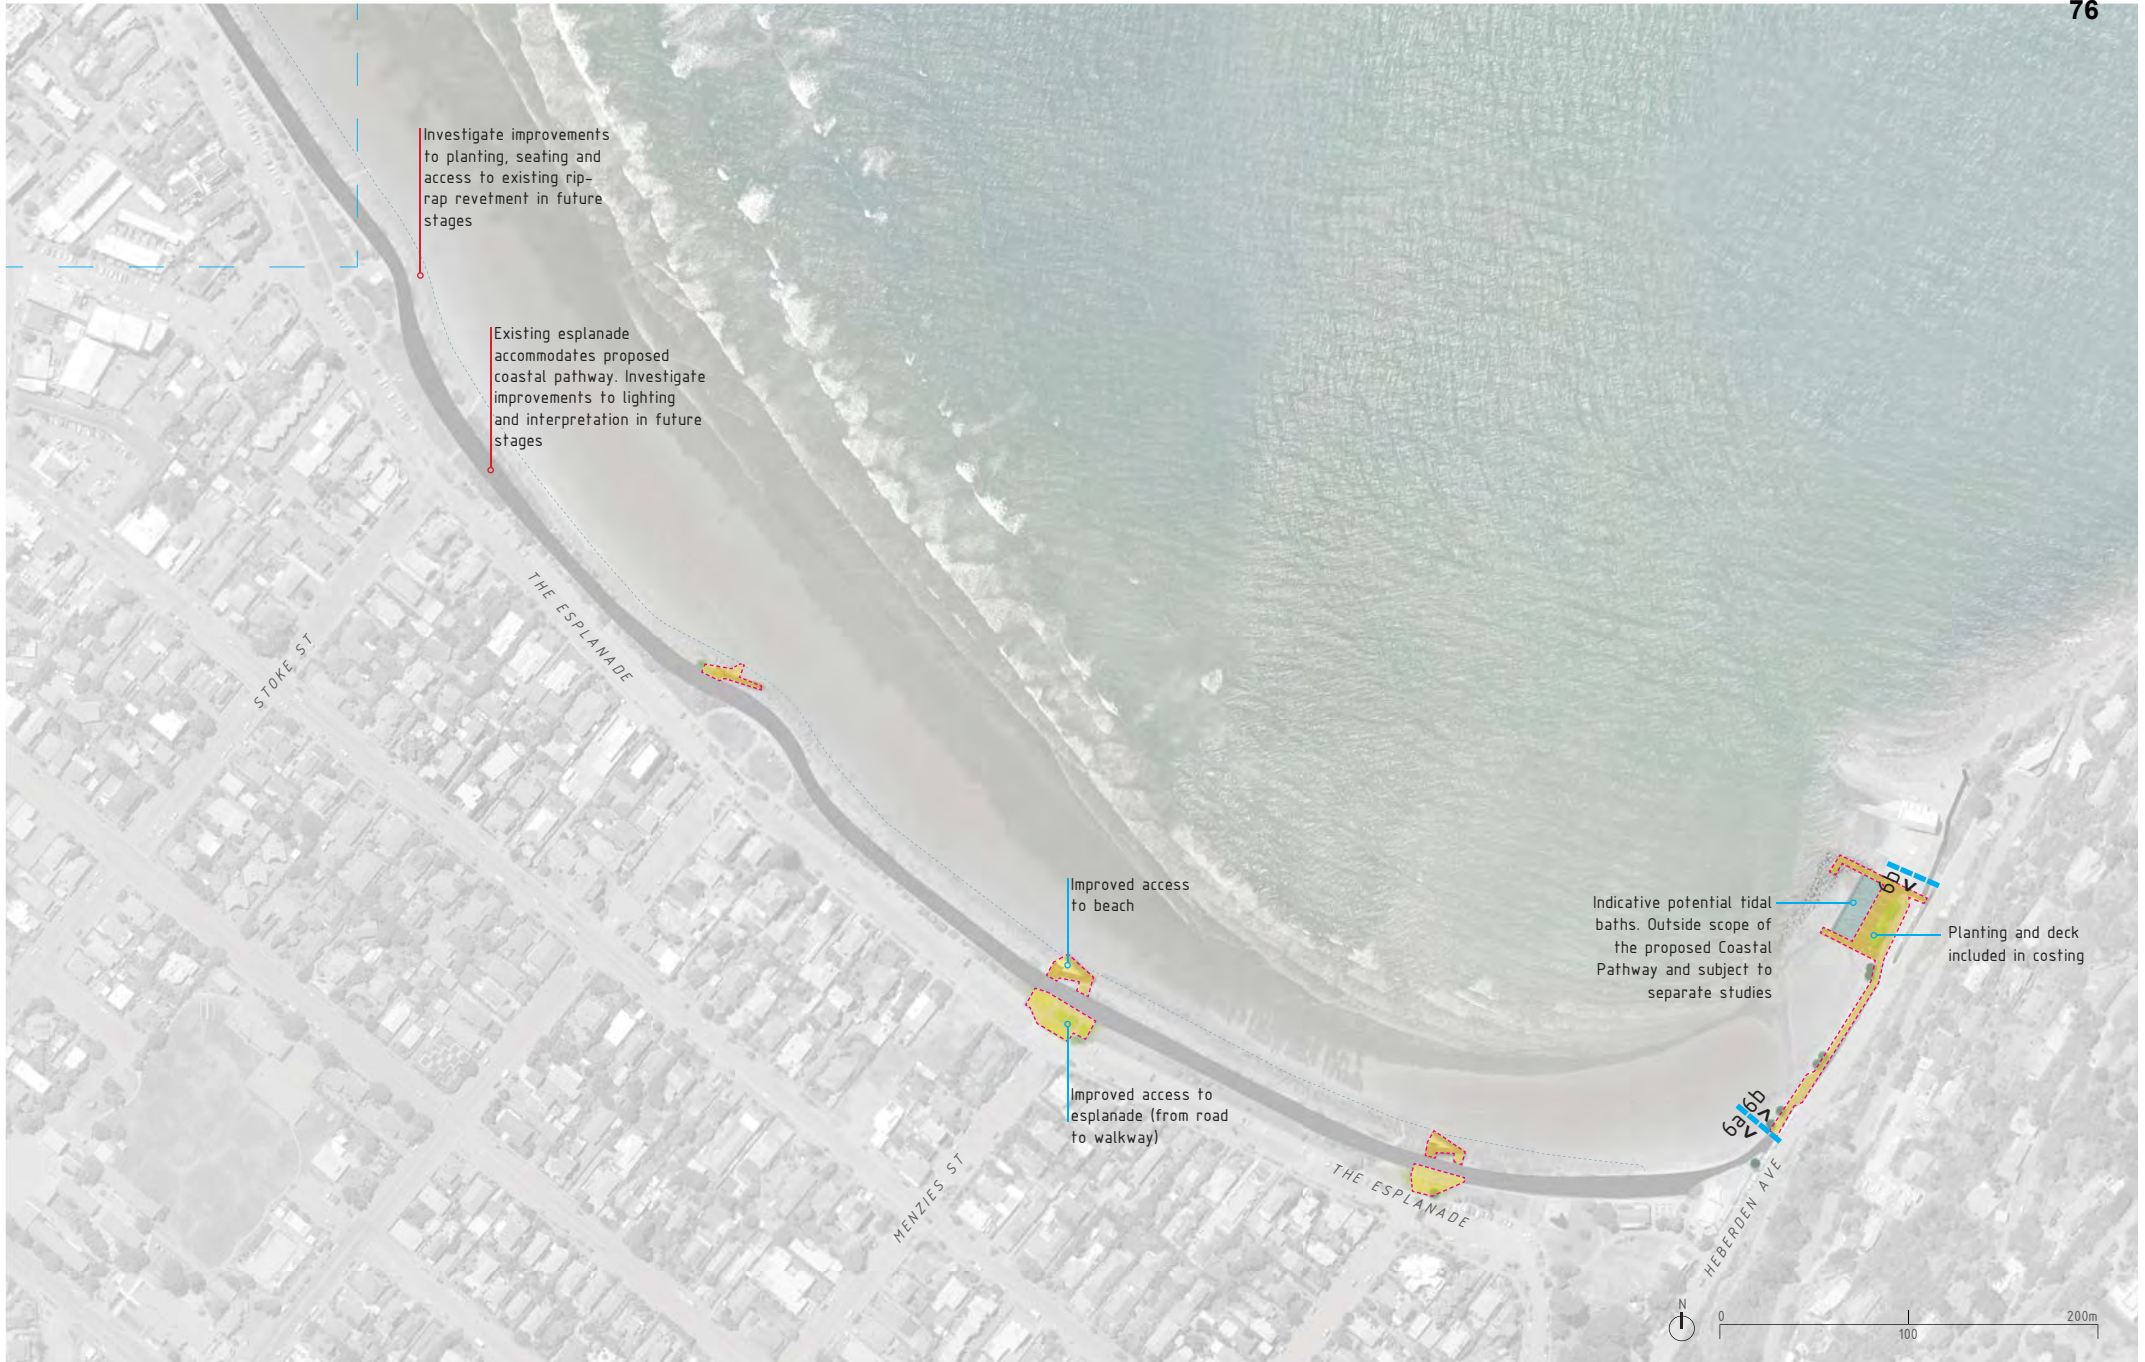 76
Investigate improvements
to planting, seating and
access to existing rip-
rap revetment in future
stages
Existing esplanade
accommodates proposed
coastal pathway. Investigate
improvements to lighting
and interpretation in future
stages
THE ESPLANADE
STOKE ST
Improved access
to beach
Indicative potential tidal
baths. Outside scope of
the proposed Coastal
Pathway and subject to
separate studies
6b
Planting and deck
included in costing
Improved access to
esplanade (from road
to walkway)
6b
6a
MENZIES ST
THE ESPLANADE
HEBERDEN AVE
N
0
100
200m